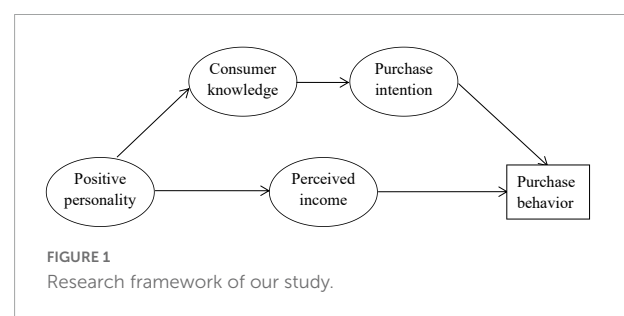 Consumer
knowledge
Purchase
intention
Positive
personality
Perceived
income
Purchase
behavior
FIGURE 1
Research framework of our study.